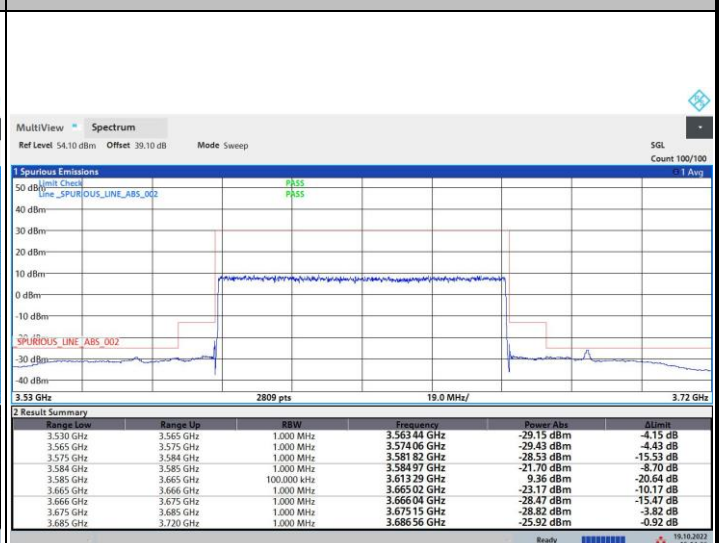 MultiView Spectrum
Ref Level 54.10 dBm Offset 39.10 dB Mode Sweep SGL
Count 100/100
1 Spurious Emissions 1 Avg
50 dBm Limit Check PASS
Line _SPURIOUS_LINE_ABS_002 PASS
40 dBm
30 dBm
20 dBm
10 dBm
0 dBm
-10 dBm
SPURIOUS_LINE_ABS_002
-30 dBm
-40 dBm
3.53 GHz 2809 pts 19.0 MHz/ 3.72 GHz
2 Result Summary
Range Low Range Up RBW Frequency Power Abs ΔLimit
3.530 GHz 3.565 GHz 1.000 MHz 3.56344 GHz -29.15 dBm -4.15 dB
3.565 GHz 3.575 GHz 1.000 MHz 3.57406 GHz -29.43 dBm -4.43 dB
3.575 GHz 3.584 GHz 1.000 MHz 3.58182 GHz -28.53 dBm -15.53 dB
3.584 GHz 3.585 GHz 1.000 MHz 3.58497 GHz -21.70 dBm -8.70 dB
3.585 GHz 3.665 GHz 100.000 kHz 3.61329 GHz 9.36 dBm -20.64 dB
3.665 GHz 3.666 GHz 1.000 MHz 3.66502 GHz -23.17 dBm -10.17 dB
3.666 GHz 3.675 GHz 1.000 MHz 3.66604 GHz -28.47 dBm -15.47 dB
3.675 GHz 3.685 GHz 1.000 MHz 3.67515 GHz -28.82 dBm -3.82 dB
3.685 GHz 3.720 GHz 1.000 MHz 3.68656 GHz -25.92 dBm -0.92 dB
Ready 19.10.2022